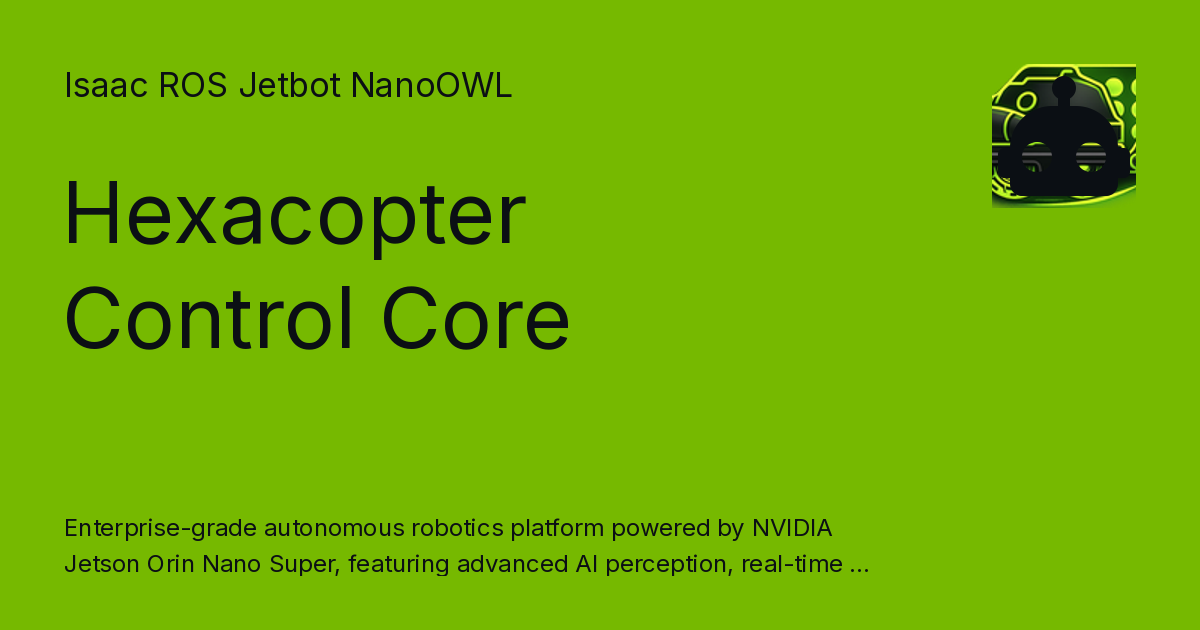 Isaac ROS Jetbot NanoOWL
Hexacopter
Control Core
Enterprise-grade autonomous robotics platform powered by NVIDIA
Jetson Orin Nano Super, featuring advanced AI perception, real-time ...